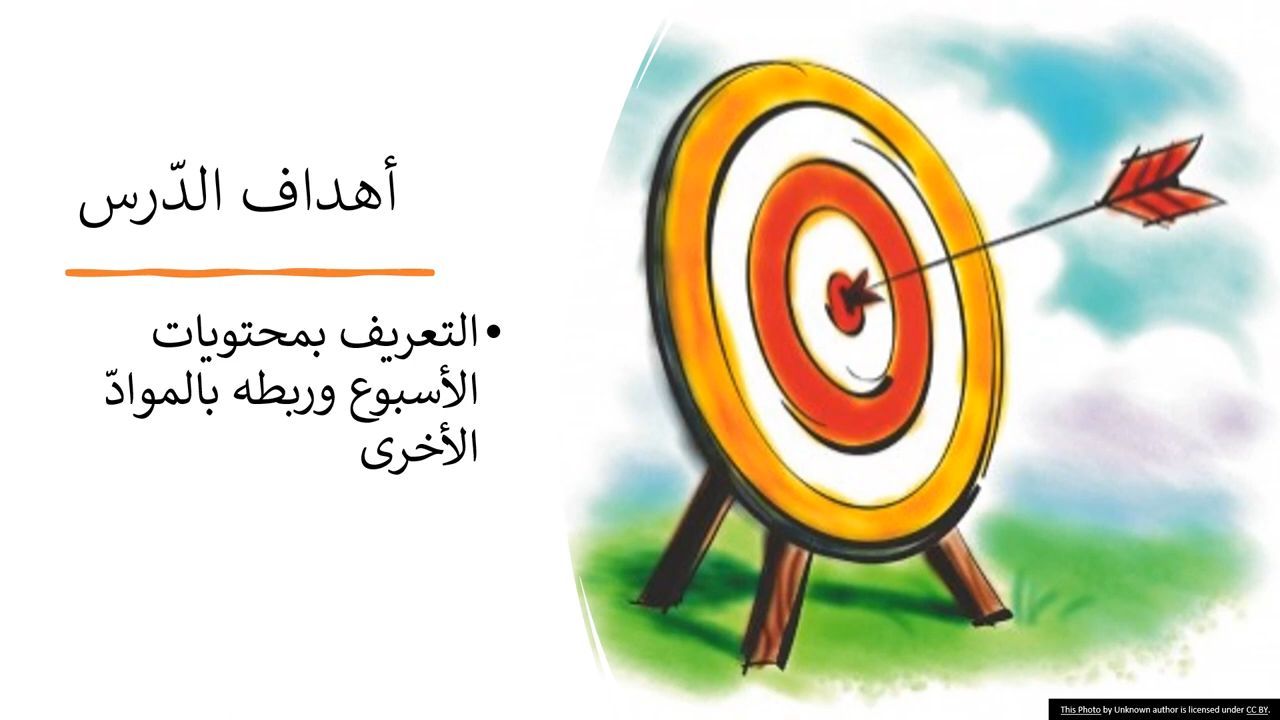 أهداف الدّرس
•التعريف بمحتويات
الأسبوع وربطه بالموادّ
الأخرى
This Photo by Unknown author is licensed under CC BY.